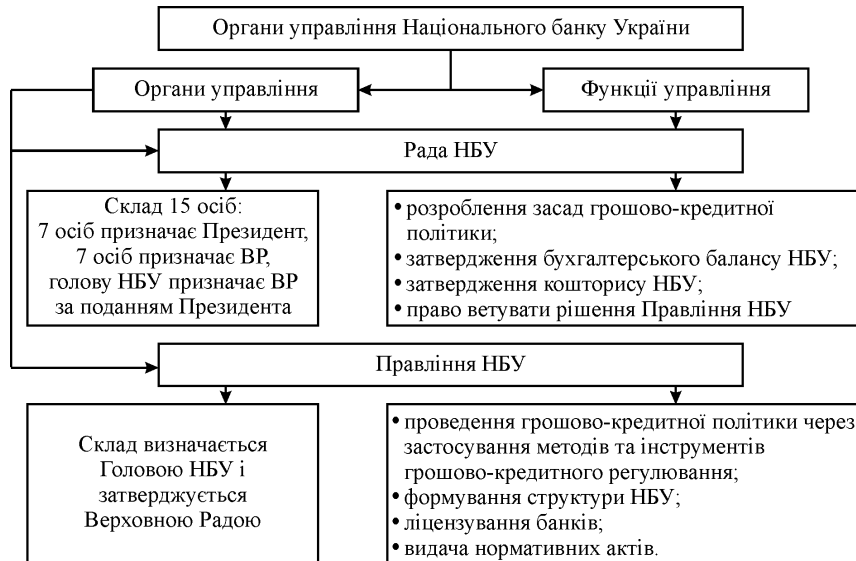 Органи управління Національного банку України
Органи управління
Функції управління
Рада НБУ
Склад 15 осіб:
7 осіб призначає Президент,
7 осіб призначає ВР,
голову НБУ призначає ВР
за поданням Президента
• розроблення засад грошово-кредитної
політики;
• затвердження бухгалтерського балансу НБУ;
• затвердження кошторису НБУ;
• право ветувати рішення Правління НБУ
Правління НБУ
Склад визначається
Головою НБУ і
затверджується
Верховною Радою
• проведення грошово-кредитної політики через
застосування методів та інструментів
грошово-кредитного регулювання;
• формування структури НБУ;
• ліцензування банків;
• видача нормативних актів.